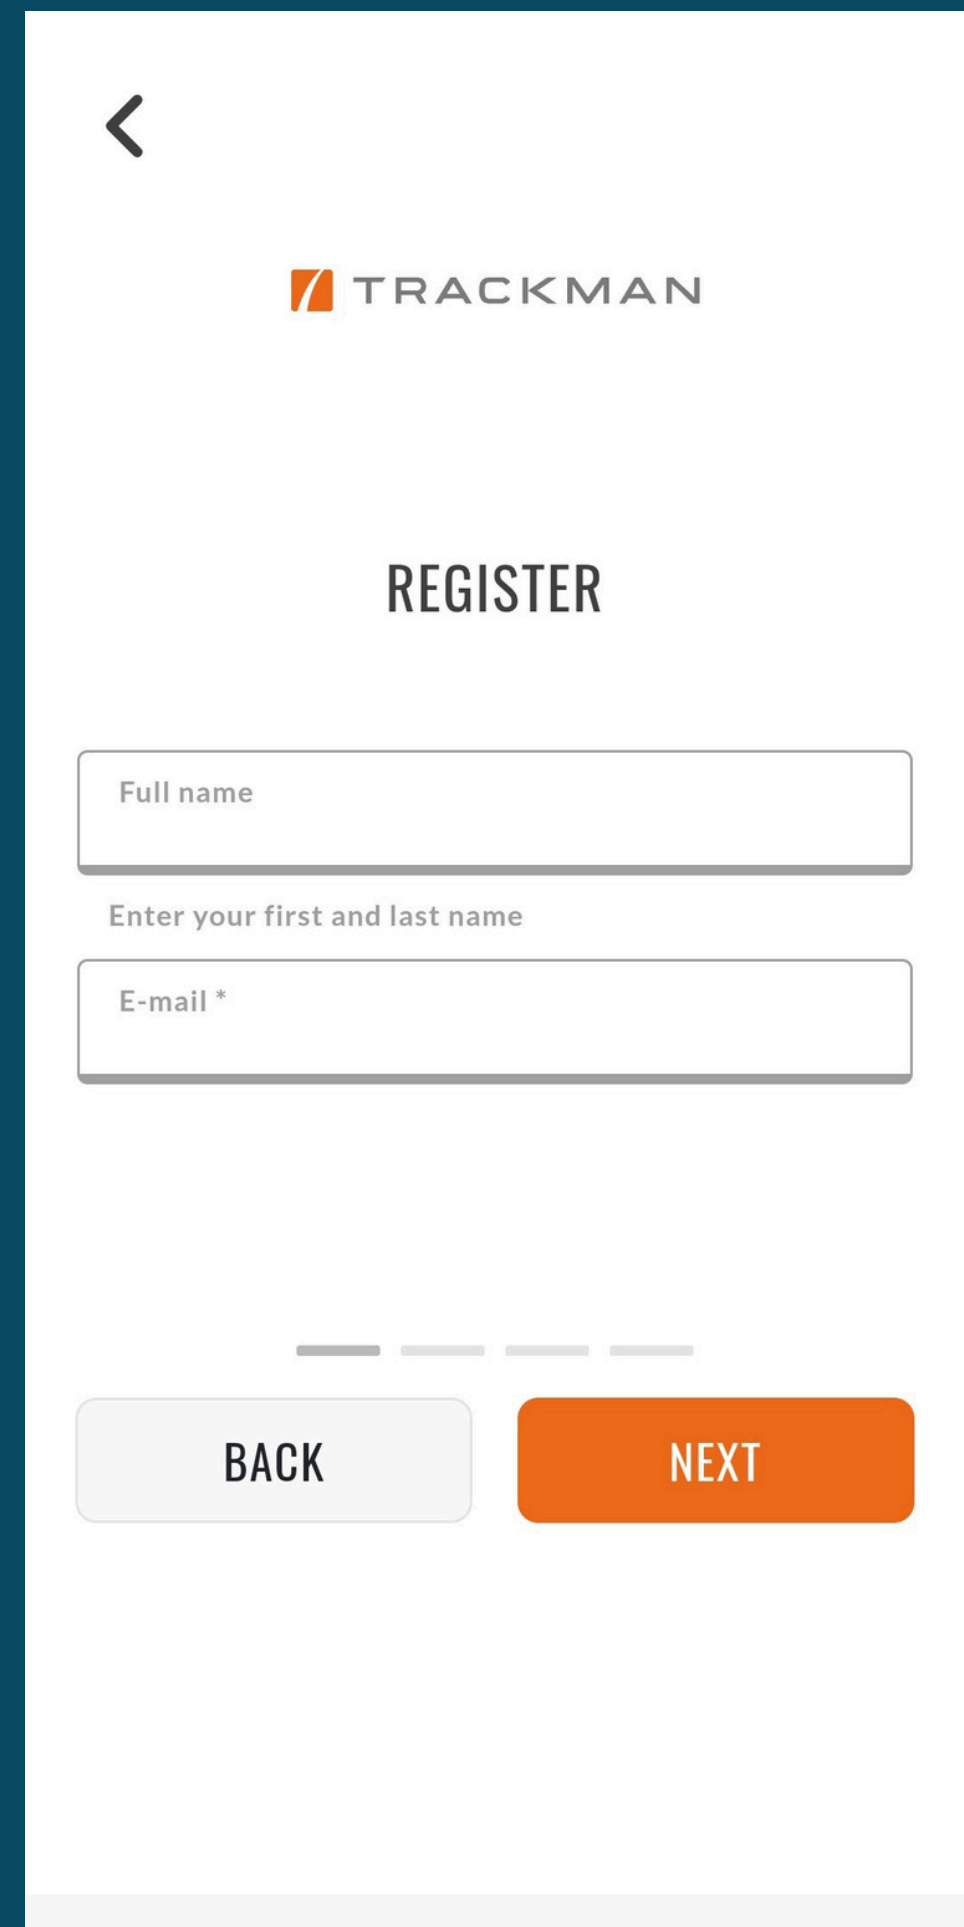 TRACKMAN
REGISTER
Full name
Enter your first and last name
E-mail *
BACK
NEXT